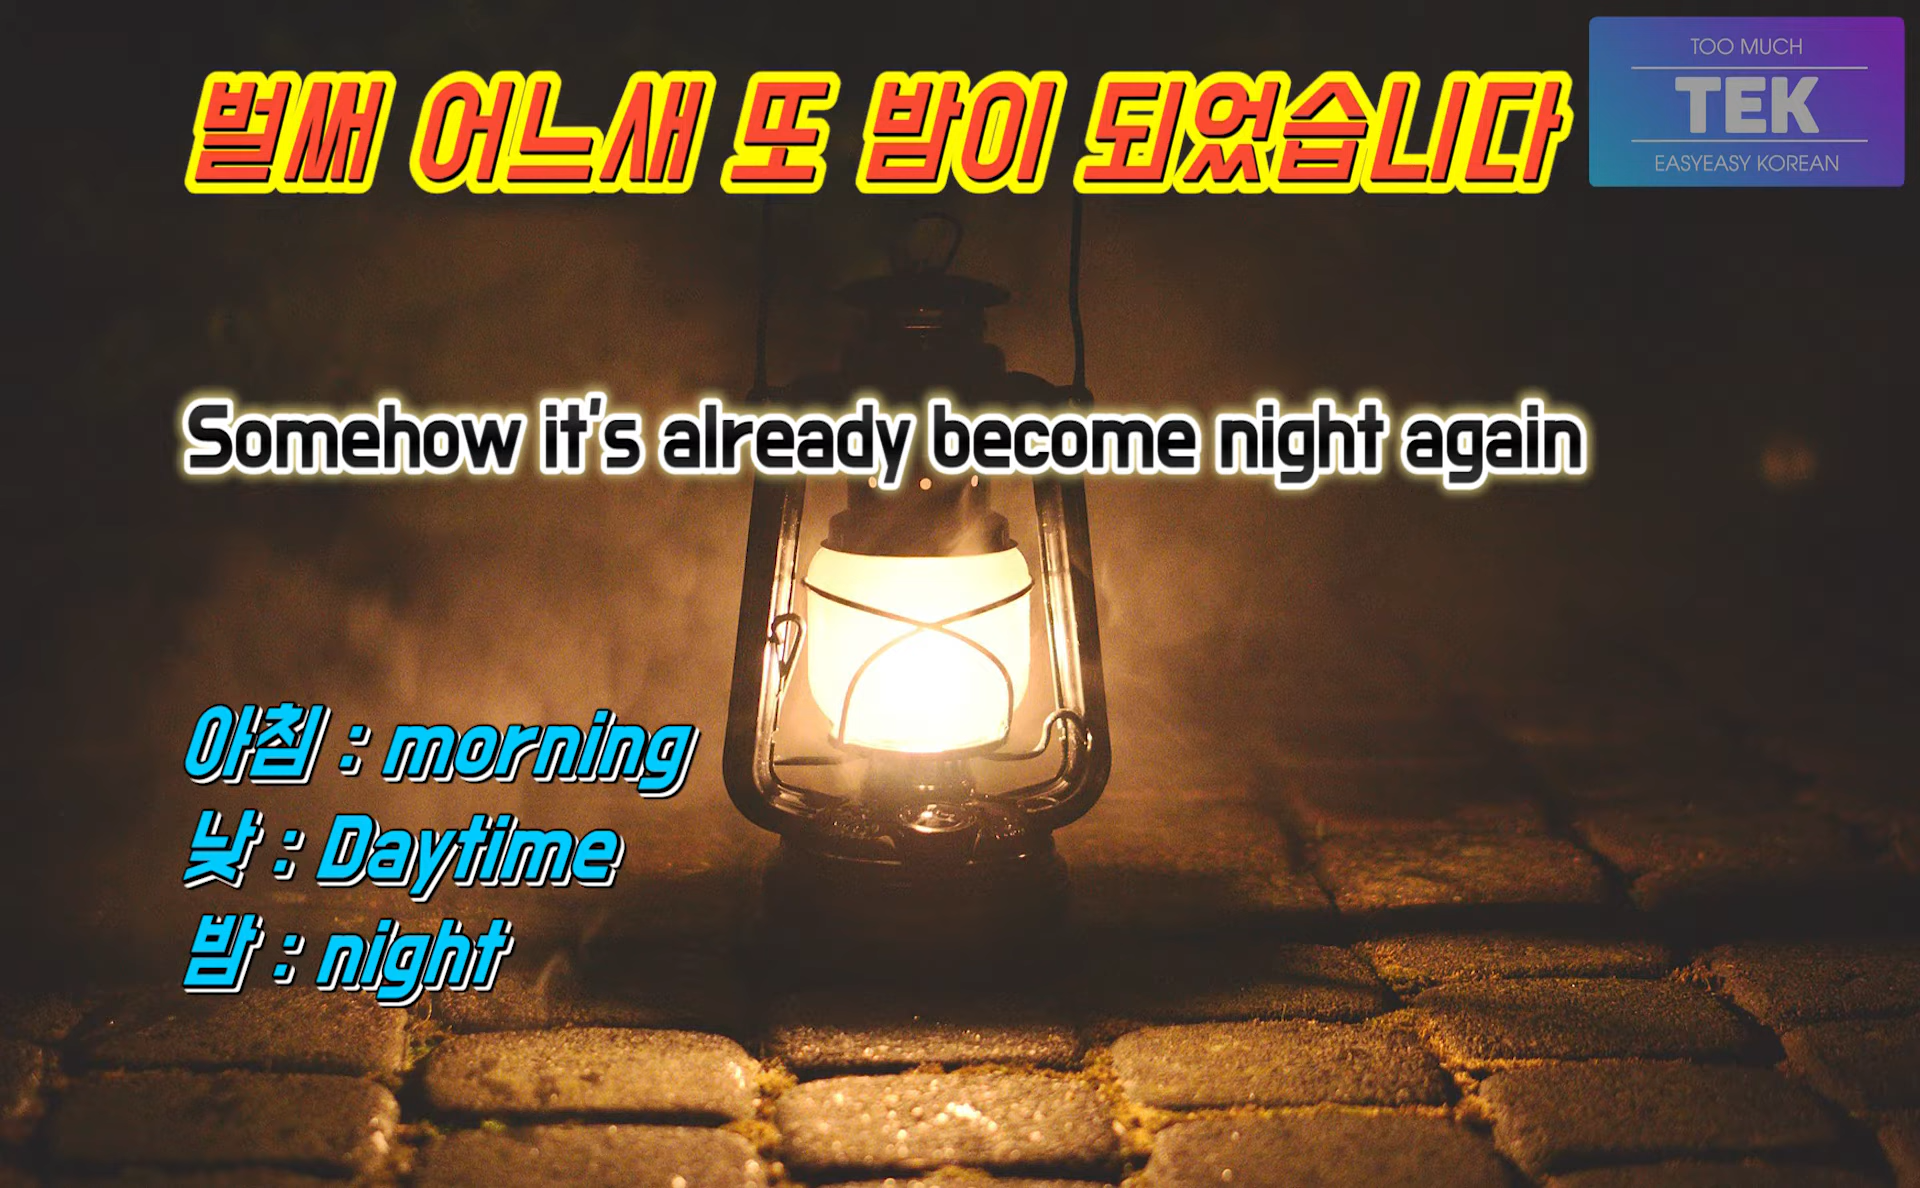 벌써 어느새 또 밤이 되었습니다
TOO MUCH
TEK
EASYEASY KOREAN
Somehow it's already become night again
아침 : morning
낮 : Daytime
밤 : night